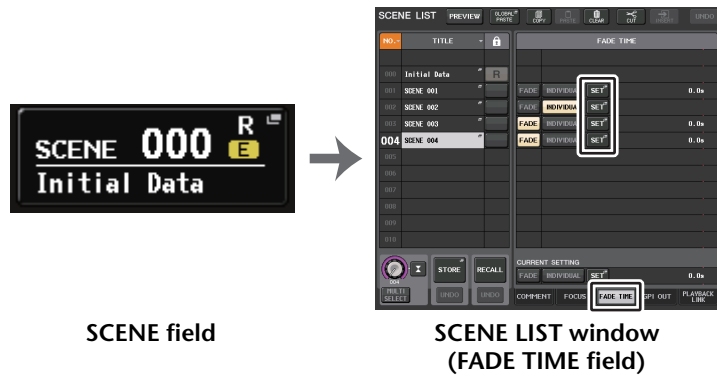 SCENE 000 R E
Initial Data
SCENE field
SCENE LIST PREVIEW GLOBAL PASTE COPY PASTE CLEAR CUT INSERT UNDO
NO. TITLE FADE TIME
000 Initial Data R
001 SCENE 001 FADE INDIVIDUAL SET 0.0s
002 SCENE 002 FADE INDIVIDUAL SET 0.0s
003 SCENE 003 FADE INDIVIDUAL SET 0.0s
004 SCENE 004 FADE INDIVIDUAL SET 0.0s
005
006
007
008
009
010
CURRENT SETTING
004 STORE RECALL FADE INDIVIDUAL SET 0.0s
MULTI SELECT UNDO UNDO COMMENT FOCUS FADE TIME GPI OUT PLAYBACK LINK
SCENE LIST window
(FADE TIME field)